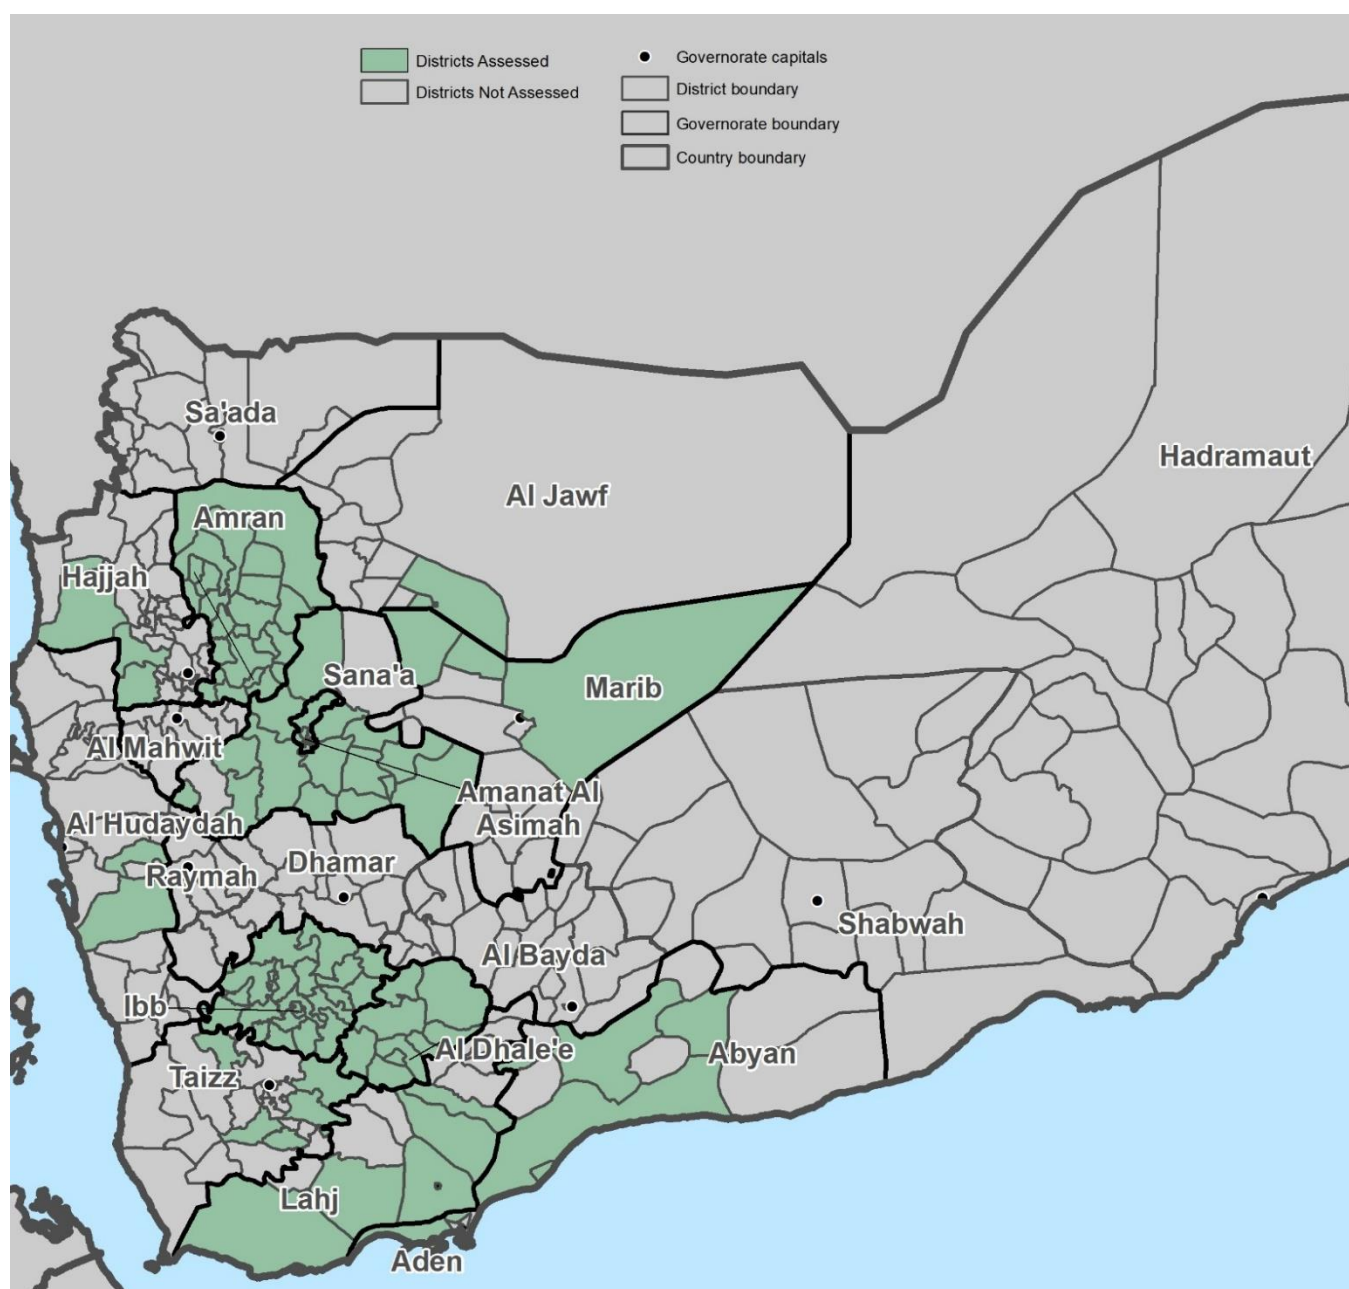 Districts Assessed
Districts Not Assessed
Governorate capitals
District boundary
Governorate boundary
Country boundary
Sa'ada
Hadramaut
Al Jawf
Amran
Hajjah
Sana'a
Marib
Al Mahwit
Amanat Al
Asimah
Al Hudaydah
Raymah
Dhamar
Shabwah
Al Bayda
Ibb
Al Dhale'e
Abyan
Taizz
Lahj
Aden